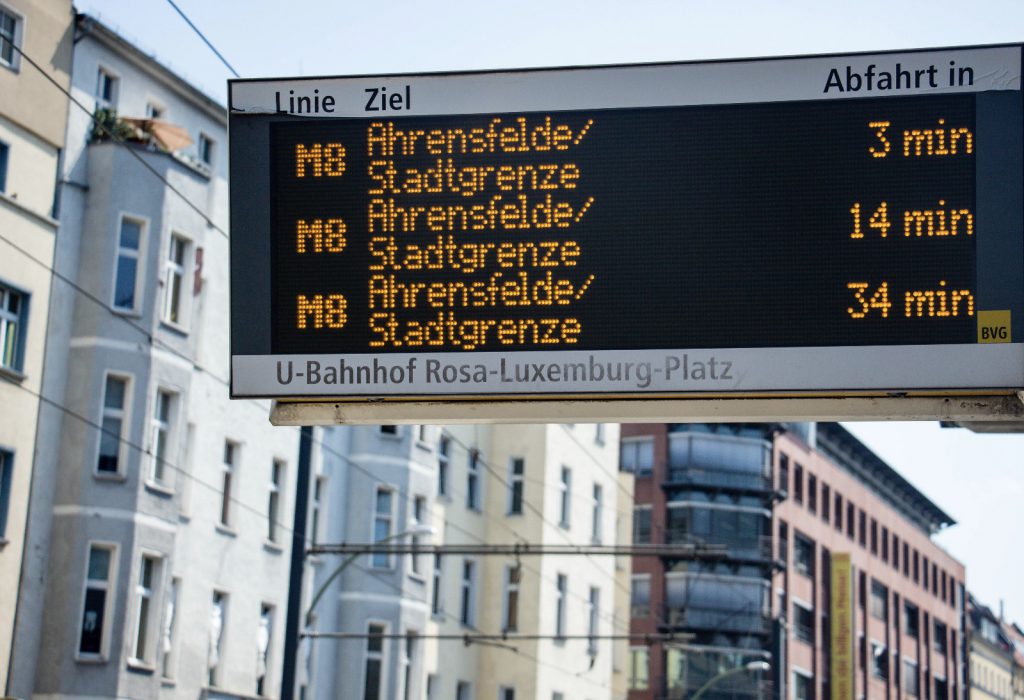 Linie Ziel Abfahrt in
M8 Ahrensfelde/ 3 min
Stadtgrenze
M8 Ahrensfelde/ 14 min
Stadtgrenze
M8 Ahrensfelde/ 34 min
Stadtgrenze
BVG
U-Bahnhof Rosa-Luxemburg-Platz